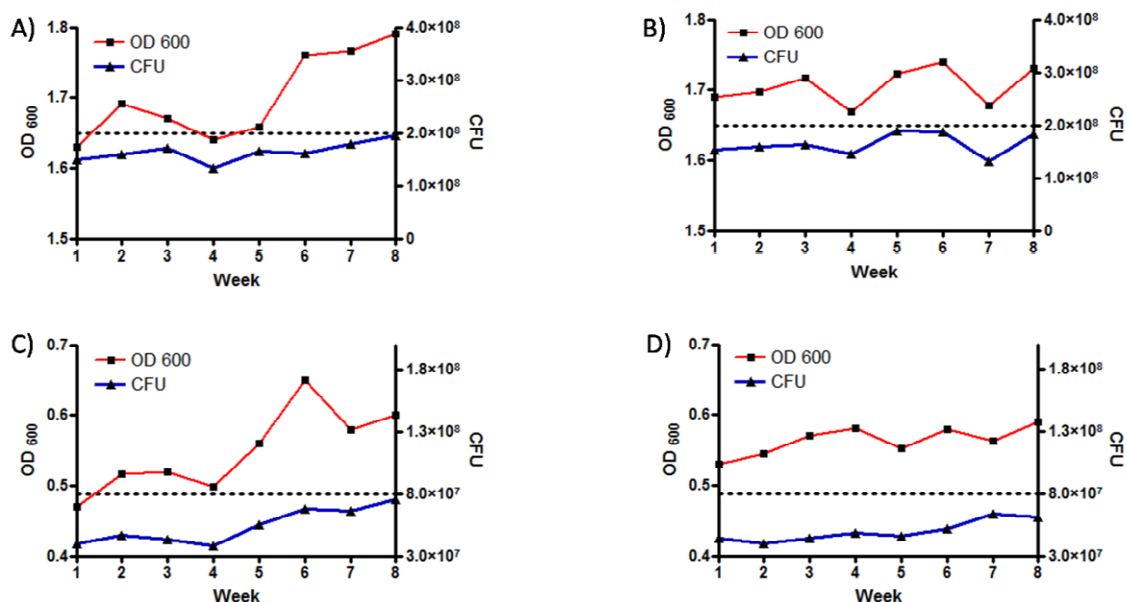 A)
OD 600
CFU
1.8
1.7
1.6
1.5
OD 600
4.0×10⁸
3.0×10⁸
2.0×10⁸
1.0×10⁸
0
CFU
1 2 3 4 5 6 7 8
Week
B)
OD 600
CFU
1.8
1.7
1.6
1.5
OD 600
4.0×10⁸
3.0×10⁸
2.0×10⁸
1.0×10⁸
0
CFU
1 2 3 4 5 6 7 8
Week
C)
OD 600
CFU
0.7
0.6
0.5
0.4
OD 600
1.8×10⁸
1.3×10⁸
8.0×10⁷
3.0×10⁷
CFU
1 2 3 4 5 6 7 8
Week
D)
OD 600
CFU
0.7
0.6
0.5
0.4
OD 600
1.8×10⁸
1.3×10⁸
8.0×10⁷
3.0×10⁷
CFU
1 2 3 4 5 6 7 8
Week